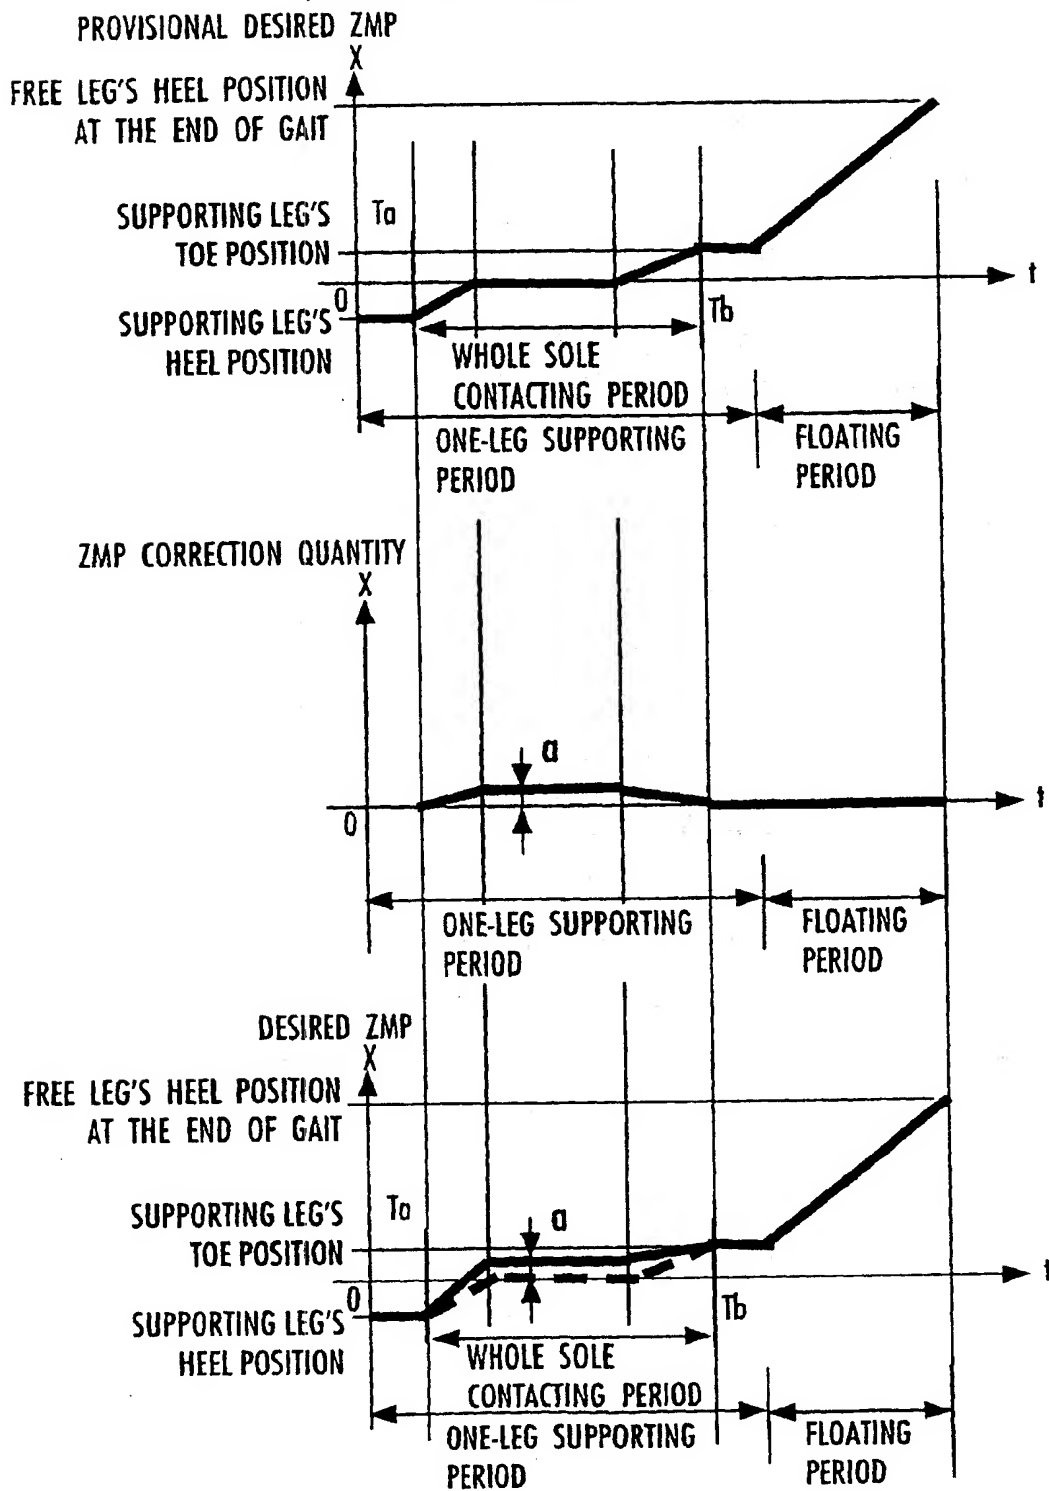 PROVISIONAL DESIRED ZMP
X
FREE LEG'S HEEL POSITION
AT THE END OF GAIT
SUPPORTING LEG'S
TOE POSITION
Ta
t
0
SUPPORTING LEG'S
HEEL POSITION
Tb
WHOLE SOLE
CONTACTING PERIOD
ONE-LEG SUPPORTING
PERIOD
FLOATING
PERIOD
ZMP CORRECTION QUANTITY
X
a
t
0
ONE-LEG SUPPORTING
PERIOD
FLOATING
PERIOD
DESIRED ZMP
X
FREE LEG'S HEEL POSITION
AT THE END OF GAIT
SUPPORTING LEG'S
TOE POSITION
Ta
a
t
0
SUPPORTING LEG'S
HEEL POSITION
Tb
WHOLE SOLE
CONTACTING PERIOD
ONE-LEG SUPPORTING
PERIOD
FLOATING
PERIOD